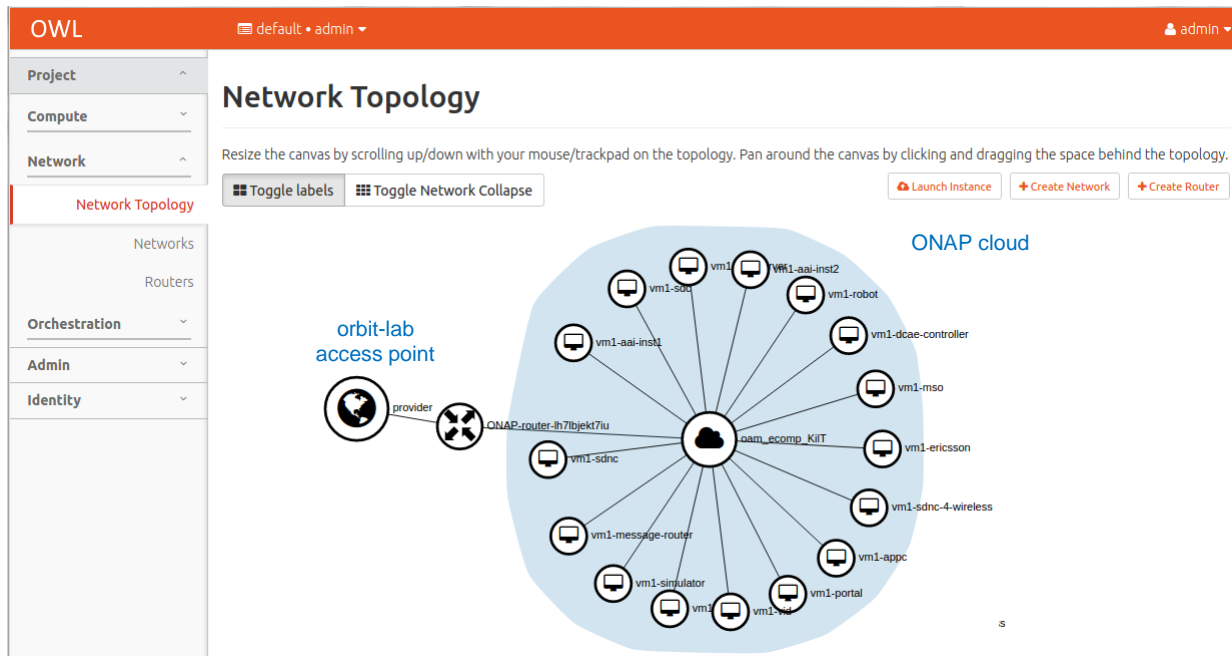 OWL
default • admin
admin
Project
Compute
Network
Network Topology
Networks
Routers
Orchestration
Admin
Identity
Network Topology
Resize the canvas by scrolling up/down with your mouse/trackpad on the topology. Pan around the canvas by clicking and dragging the space behind the topology.
Toggle labels
Toggle Network Collapse
Launch Instance
+ Create Network
+ Create Router
ONAP cloud
orbit-lab
access point
vm1-aai-inst2
vm1-sdc
vm1-robot
vm1-dcae-controller
vm1-aai-inst1
vm1-mso
provider
ONAP-router-lh7lbjekt7iu
oam_ecomp_KilT
vm1-ericsson
vm1-sdnc
vm1-sdnc-4-wireless
vm1-message-router
vm1-appc
vm1-simulator
vm1-portal
vm1-vid